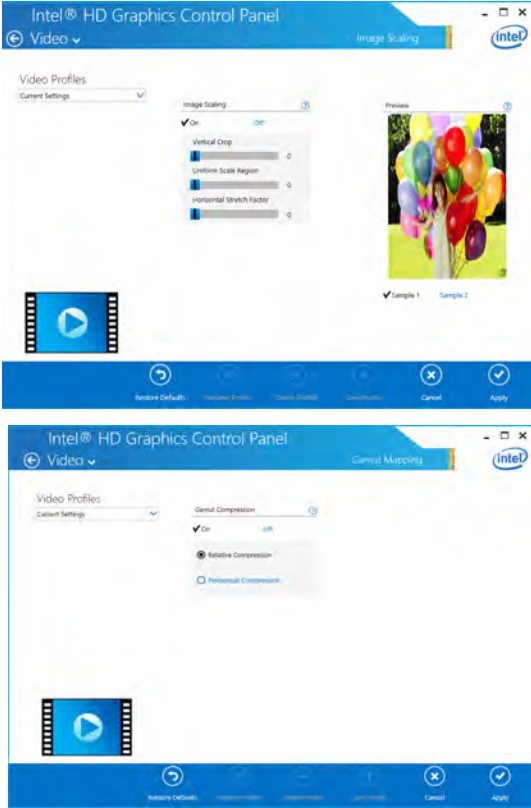 Intel® HD Graphics Control Panel
Video
Image Scaling
intel
Video Profiles
Current Settings
Image Scaling
?
✔On
Off
Vertical Crop
0
Uniform Scale Region
0
Horizontal Stretch Factor
0
Preview
?
✔Sample 1
Sample 2
Restore Defaults
Cancel
Apply
Intel® HD Graphics Control Panel
Video
Gamut Mapping
intel
Video Profiles
Current Settings
Gamut Compression
?
✔On
Off
Relative Compression
Perceptual Compression
Restore Defaults
Cancel
Apply